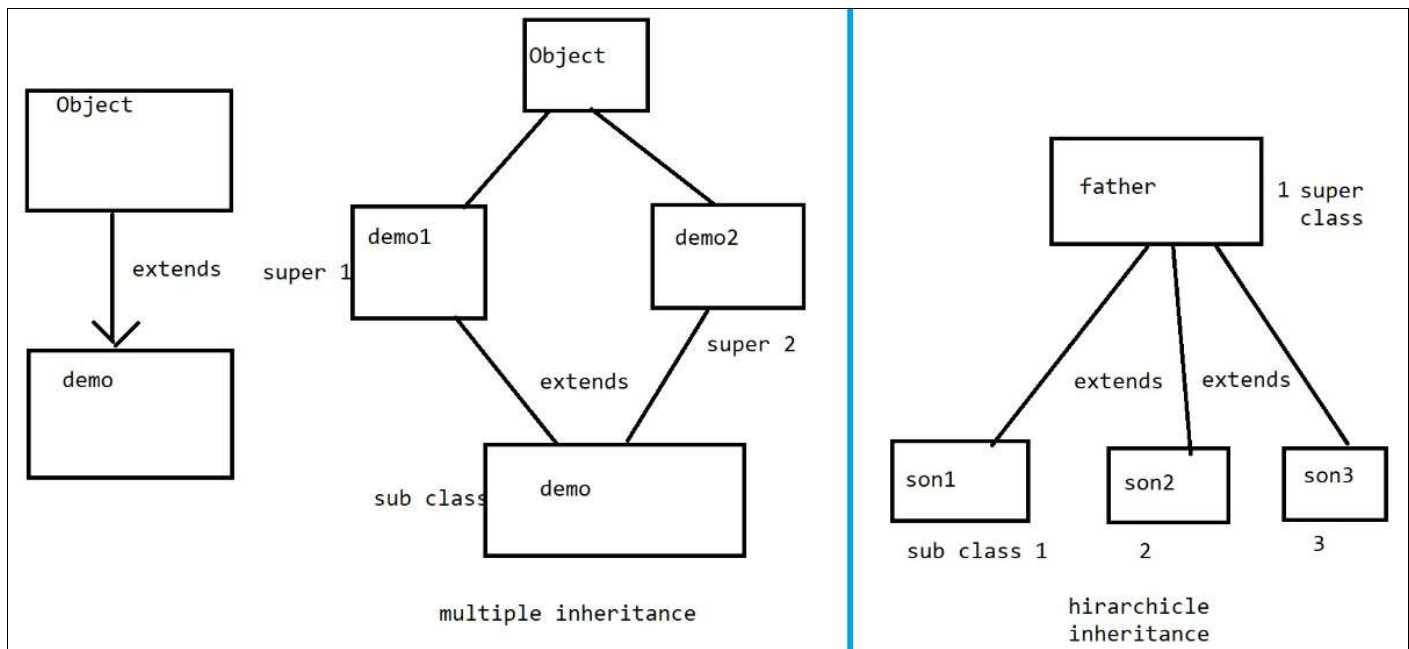 Object
extends
demo
Object
demo1
demo2
super 1
super 2
extends
sub class
demo
multiple inheritance
father
1 super
class
extends
extends
son1
son2
son3
sub class 1
2
3
hirarchicle
inheritance